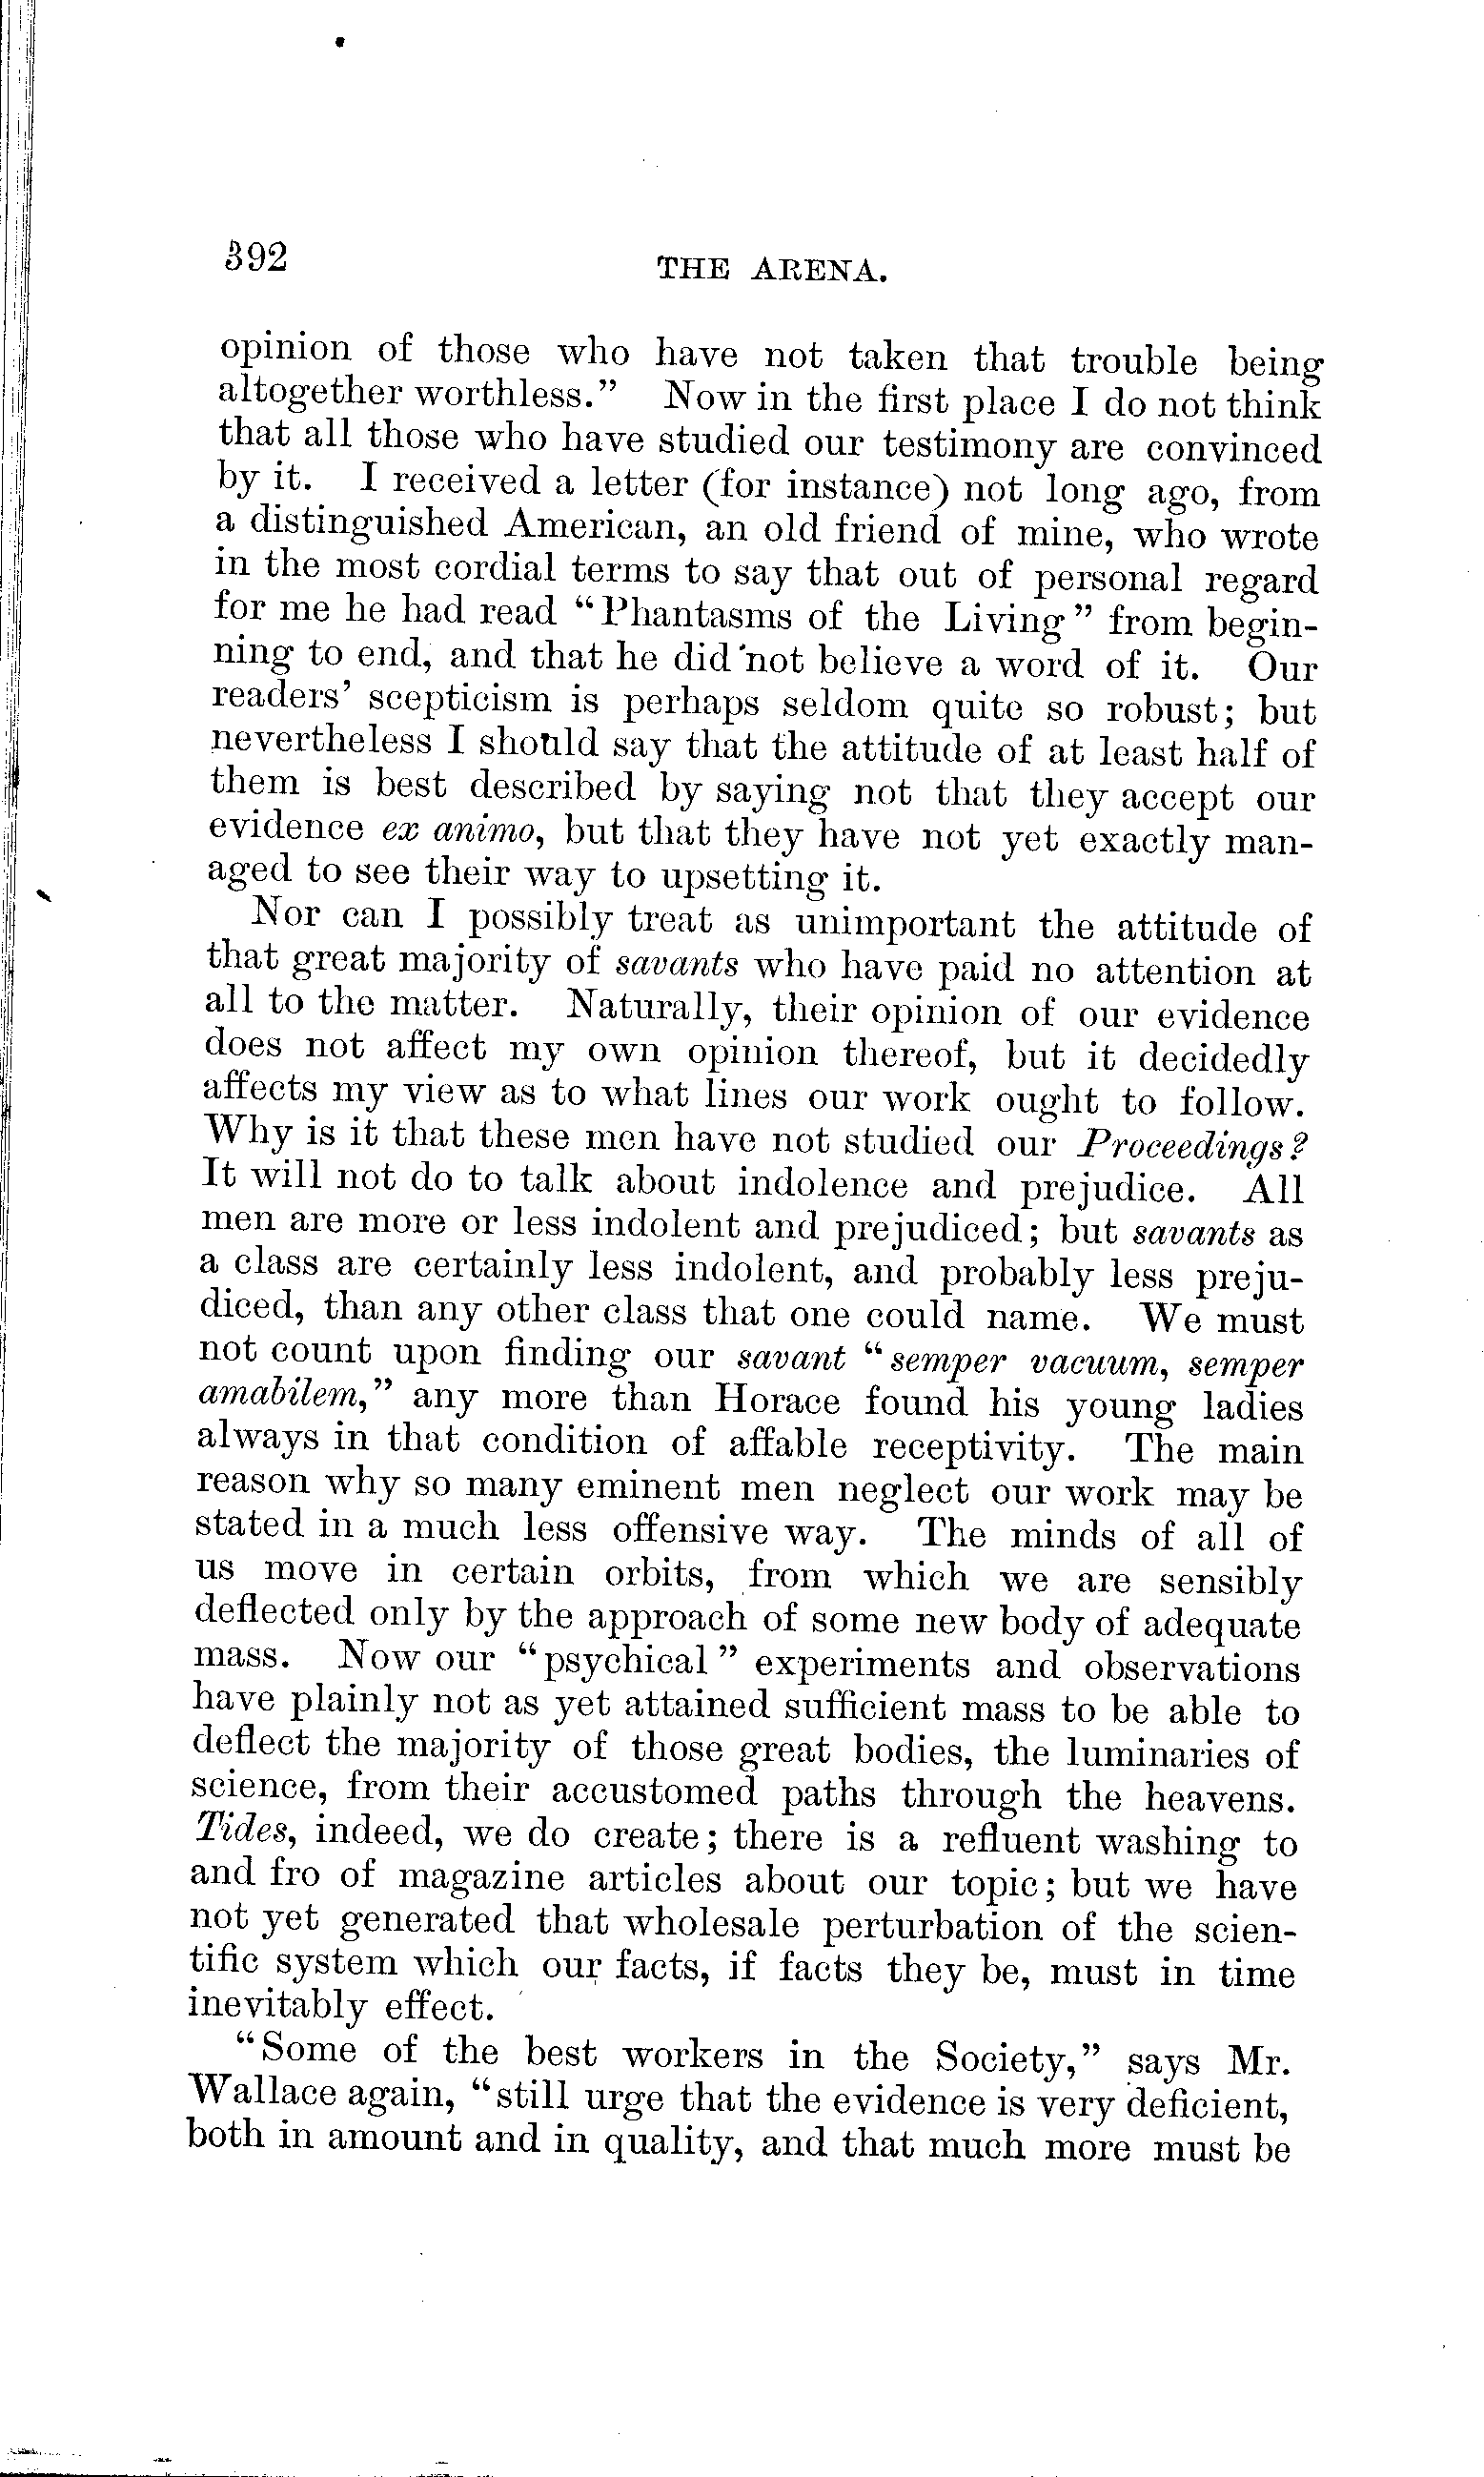 392
THE ARENA.
opinion of those who have not taken that trouble being
altogether worthless." Now in the first place I do not think
that all those who have studied our testimony are convinced
by it. I received a letter (for instance) not long ago, from
a distinguished American, an old friend of mine, who wrote
in the most cordial terms to say that out of personal regard
for me he had read "Phantasms of the Living" from begin-
ning to end, and that he did not believe a word of it. Our
readers' scepticism is perhaps seldom quite so robust; but
nevertheless I should say that the attitude of at least half of
them is best described by saying not that they accept our
evidence ex animo, but that they have not yet exactly man-
aged to see their way to upsetting it.
Nor can I possibly treat as unimportant the attitude of
that great majority of savants who have paid no attention at
all to the matter. Naturally, their opinion of our evidence
does not affect my own opinion thereof, but it decidedly
affects my view as to what lines our work ought to follow.
Why is it that these men have not studied our Proceedings?
It will not do to talk about indolence and prejudice. All
men are more or less indolent and prejudiced; but savants as
a class are certainly less indolent, and probably less preju-
diced, than any other class that one could name. We must
not count upon finding our savant "semper vacuum, semper
amabilem," any more than Horace found his young ladies
always in that condition of affable receptivity. The main
reason why so many eminent men neglect our work may be
stated in a much less offensive way. The minds of all of
us move in certain orbits, from which we are sensibly
deflected only by the approach of some new body of adequate
mass. Now our "psychical" experiments and observations
have plainly not as yet attained sufficient mass to be able to
deflect the majority of those great bodies, the luminaries of
science, from their accustomed paths through the heavens.
Tides, indeed, we do create; there is a refluent washing to
and fro of magazine articles about our topic; but we have
not yet generated that wholesale perturbation of the scien-
tific system which our facts, if facts they be, must in time
inevitably effect.
"Some of the best workers in the Society," says Mr.
Wallace again, "still urge that the evidence is very deficient,
both in amount and in quality, and that much more must be